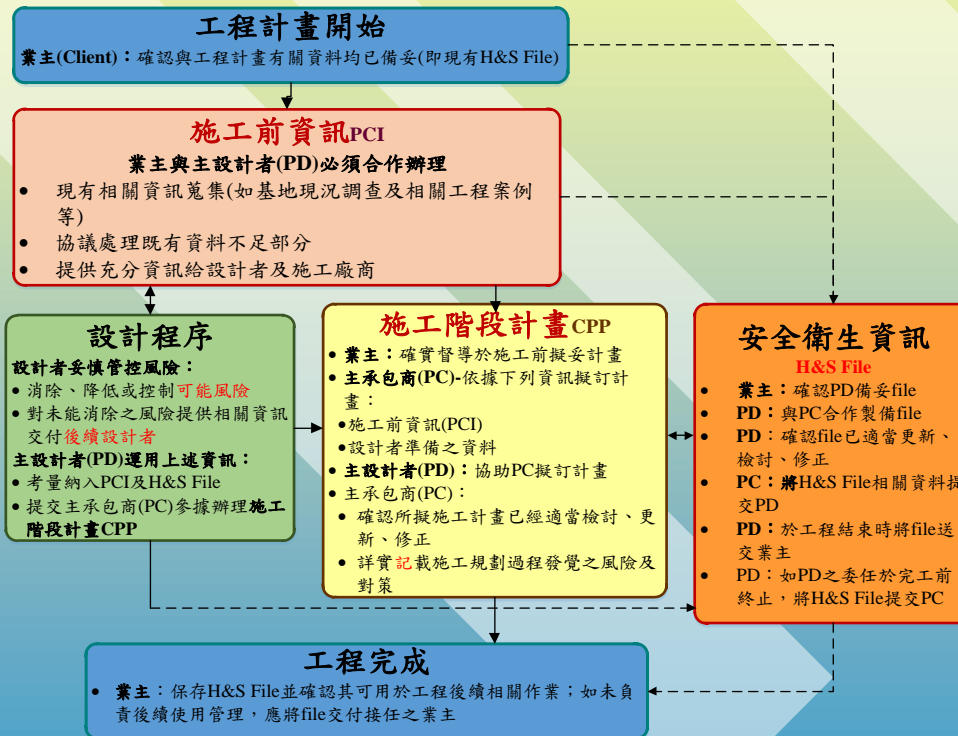 工程計畫開始
業主(Client)：確認與工程計畫有關資料均已備妥(即現有H&S File)
施工前資訊PCI
業主與主設計者(PD)必須合作辦理
• 現有相關資訊蒐集(如基地現況調查及相關工程案例
等)
• 協議處理既有資料不足部分
• 提供充分資訊給設計者及施工廠商
設計程序
設計者妥慎管控風險：
• 消除、降低或控制可能風險
• 對未能消除之風險提供相關資訊
交付後續設計者
主設計者(PD)運用上述資訊：
• 考量納入PCI及H&S File
• 提交主承包商(PC)參據辦理施工
階段計畫CPP
施工階段計畫CPP
• 業主：確實督導於施工前擬妥計畫
• 主承包商(PC)-依據下列資訊擬訂計
畫：
•施工前資訊(PCI)
•設計者準備之資料
• 主設計者(PD)：協助PC擬訂計畫
• 主承包商(PC)：
• 確認所擬施工計畫已經適當檢討、更
新、修正
• 詳實記載施工規劃過程發覺之風險及
對策
安全衛生資訊
H&S File
• 業主：確認PD備妥file
• PD：與PC合作製備file
• PD：確認file已適當更新、
檢討、修正
• PC：將H&S File相關資料提
交PD
• PD：於工程結束時將file送
交業主
• PD：如PD之委任於完工前
終止，將H&S File提交PC
工程完成
• 業主：保存H&S File並確認其可用於工程後續相關作業；如未負
責後續使用管理，應將file交付接任之業主